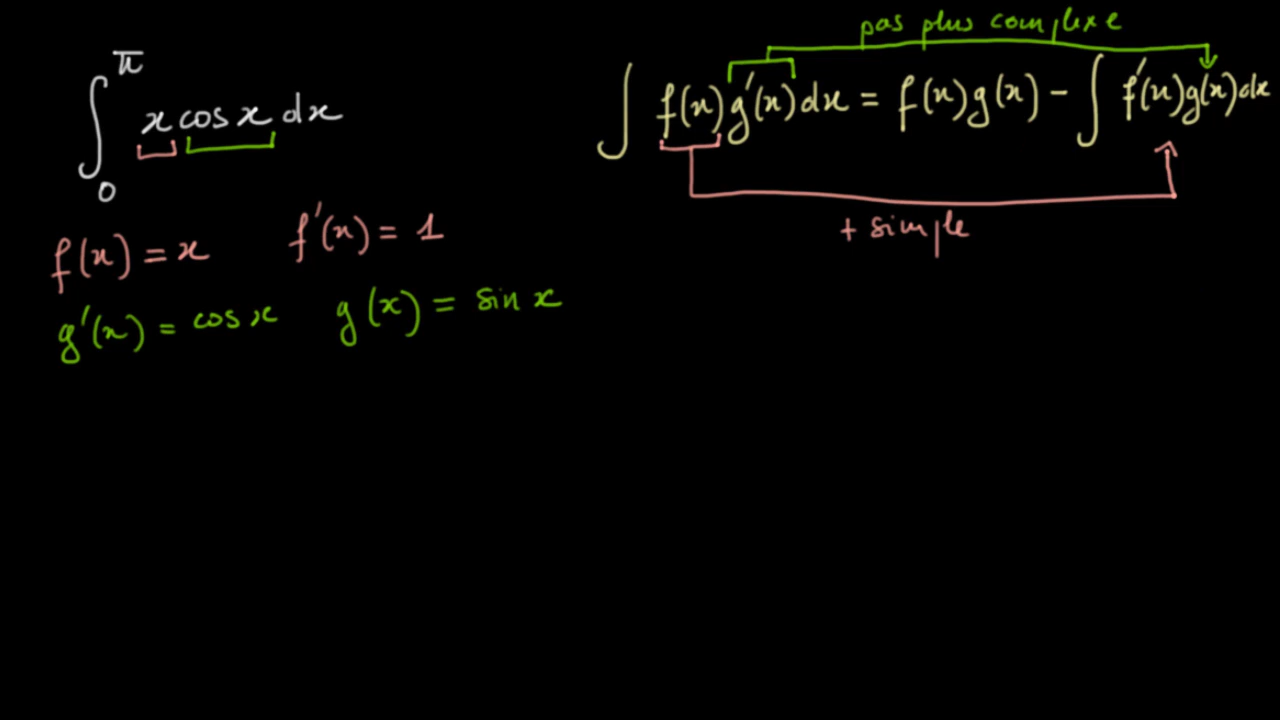 ∫₀^π x cos x dx
pas plus complexe
∫ f(x) g'(x) dx = f(x) g(x) - ∫ f'(x) g(x) dx
+ simple
f(x) = x f'(x) = 1
g'(x) = cos x g(x) = sin x